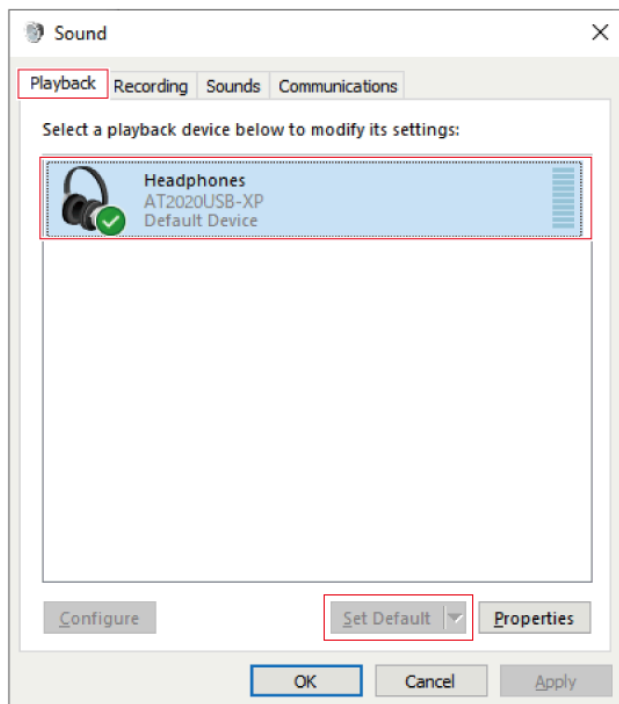 Sound
Playback Recording Sounds Communications
Select a playback device below to modify its settings:
Headphones
AT2020USB-XP
Default Device
Configure Set Default Properties
OK Cancel Apply